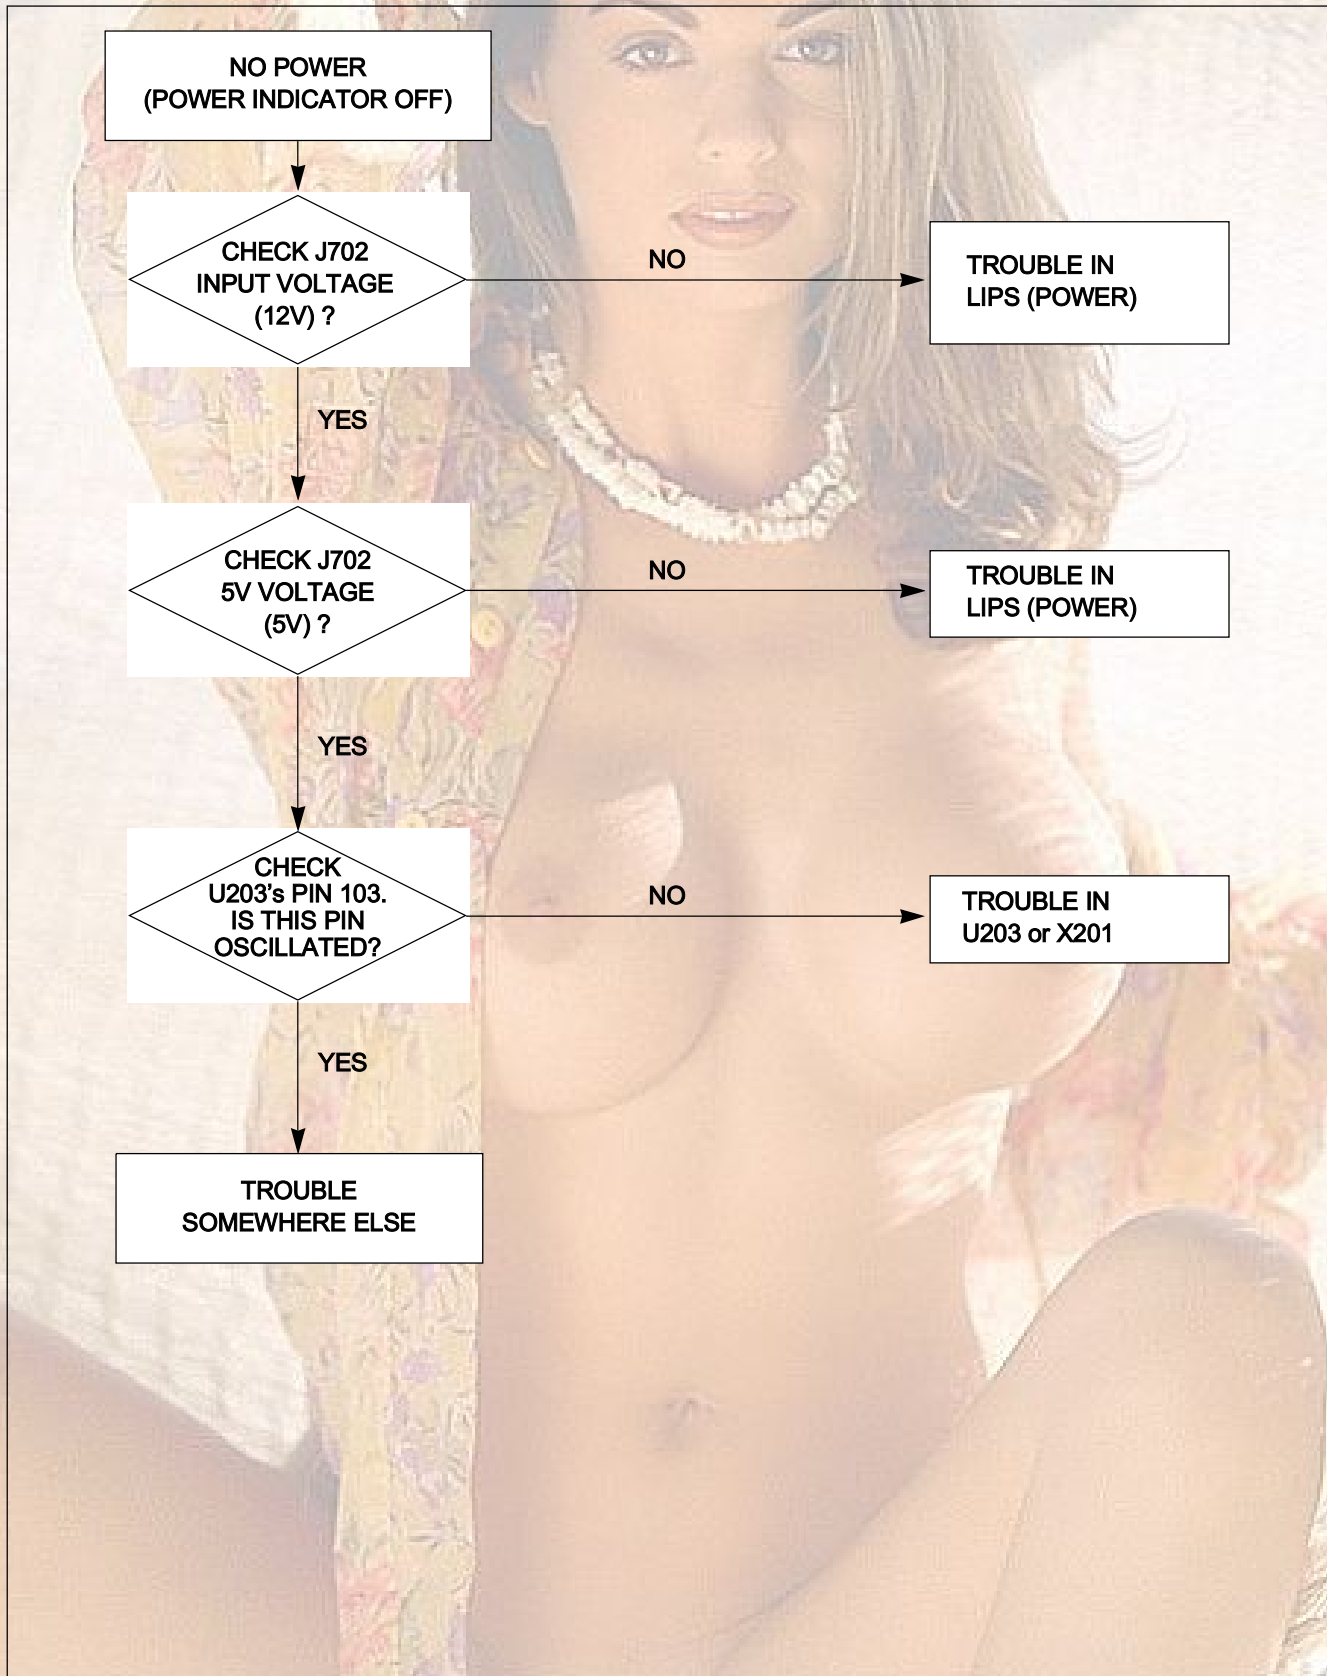 NO POWER
(POWER INDICATOR OFF)
CHECK J702
INPUT VOLTAGE
(12V) ?
NO
TROUBLE IN
LIPS (POWER)
YES
CHECK J702
5V VOLTAGE
(5V) ?
NO
TROUBLE IN
LIPS (POWER)
YES
CHECK
U203's PIN 103.
IS THIS PIN
OSCILLATED?
NO
TROUBLE IN
U203 or X201
YES
TROUBLE
SOMEWHERE ELSE